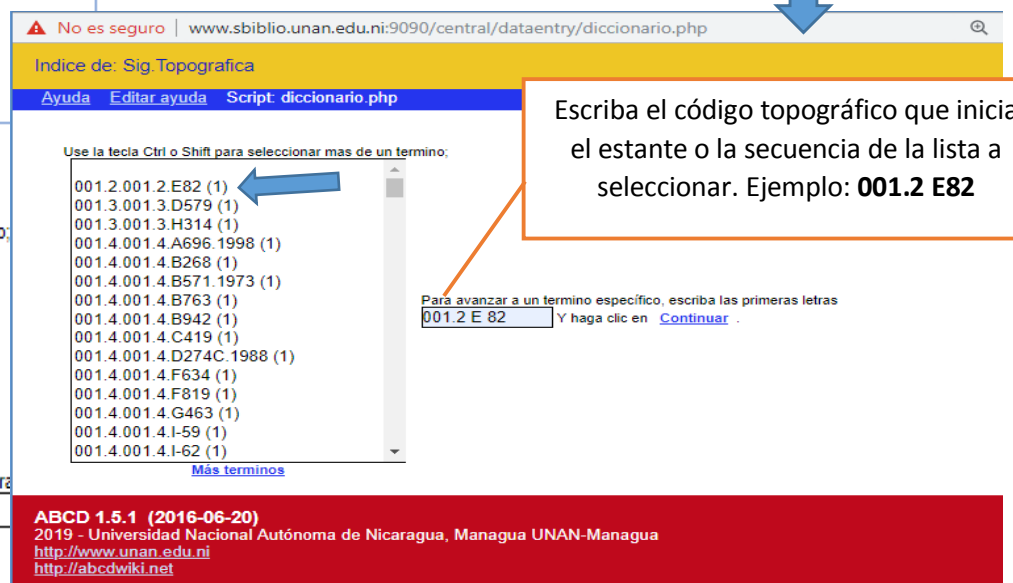 No es seguro | www.sbiblio.unan.edu.ni:9090/central/dataentry/diccionario.php
Indice de: Sig.Topografica
Ayuda Editar ayuda Script: diccionario.php
Escriba el código topográfico que inicia
el estante o la secuencia de la lista a
seleccionar. Ejemplo: 001.2 E82
Use la tecla Ctrl o Shift para seleccionar mas de un termino;
001.2.001.2.E82 (1)
001.3.001.3.D579 (1)
001.3.001.3.H314 (1)
001.4.001.4.A696.1998 (1)
001.4.001.4.B268 (1)
001.4.001.4.B571.1973 (1)
001.4.001.4.B763 (1)
001.4.001.4.B942 (1)
001.4.001.4.C419 (1)
001.4.001.4.D274C.1988 (1)
001.4.001.4.F634 (1)
001.4.001.4.F819 (1)
001.4.001.4.G463 (1)
001.4.001.4.I-59 (1)
001.4.001.4.I-62 (1)
Más terminos
Para avanzar a un termino específico, escriba las primeras letras
001.2 E 82 Y haga clic en Continuar .
ABCD 1.5.1 (2016-06-20)
2019 - Universidad Nacional Autónoma de Nicaragua, Managua UNAN-Managua
http://www.unan.edu.ni
http://abcdwiki.net